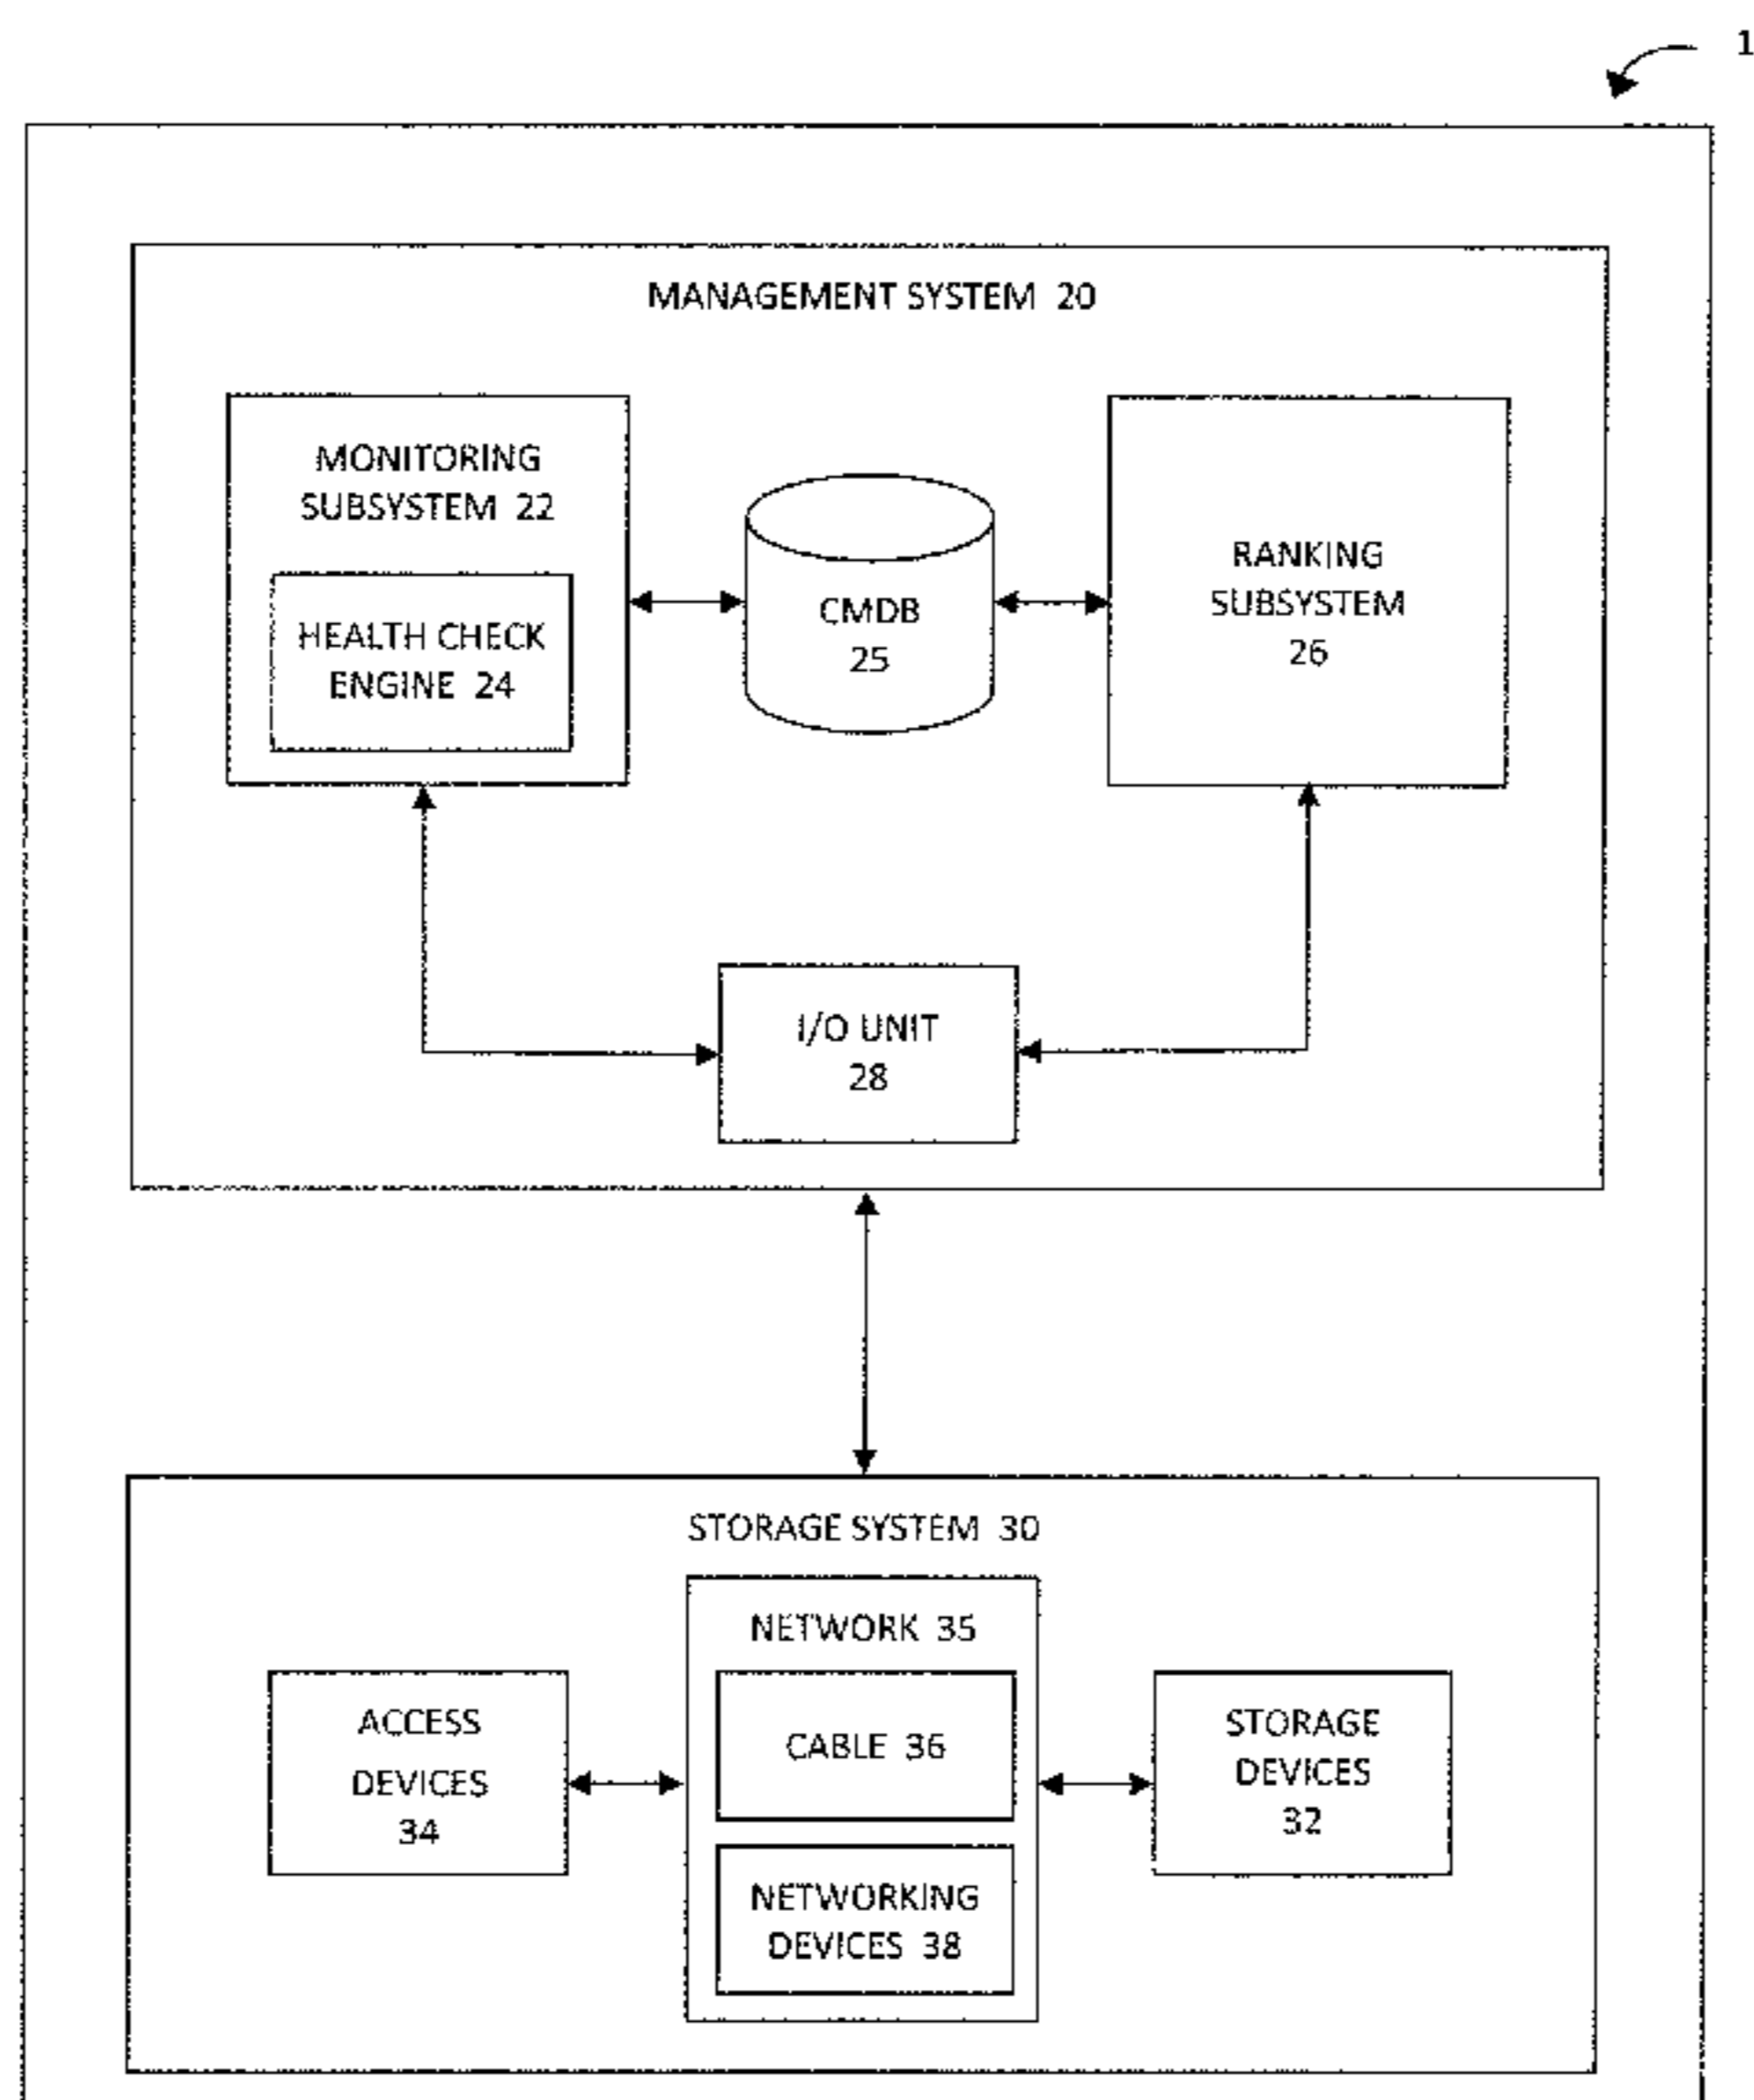 1
MANAGEMENT SYSTEM 20
MONITORING
SUBSYSTEM 22
HEALTH CHECK
ENGINE 24
CMDB
25
RANKING
SUBSYSTEM
26
I/O UNIT
28
STORAGE SYSTEM 30
ACCESS
DEVICES
34
NETWORK 35
CABLE 36
NETWORKING
DEVICES 38
STORAGE
DEVICES
32